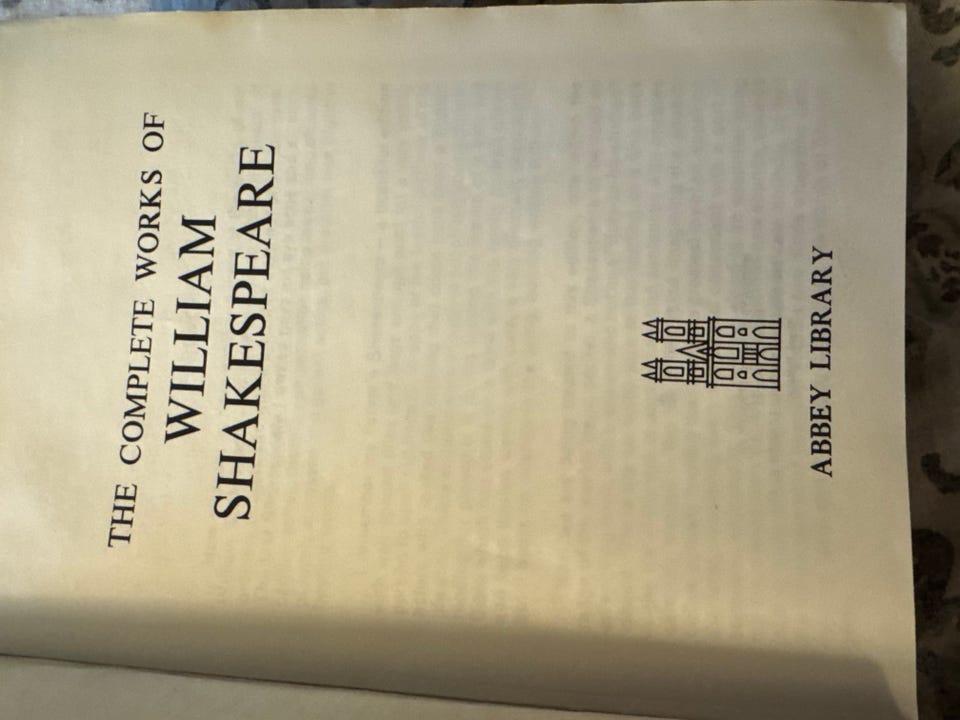 THE COMPLETE WORKS OF
WILLIAM
SHAKESPEARE
ABBEY LIBRARY